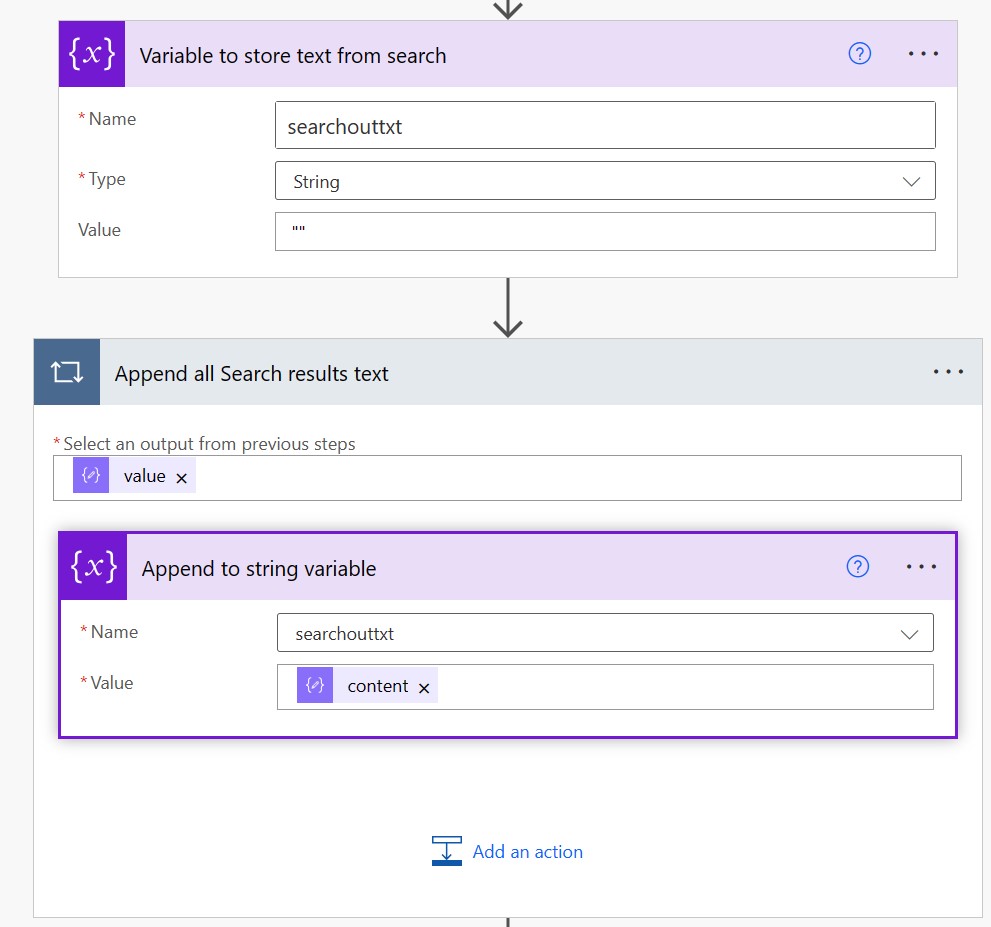 {x} Variable to store text from search ? ...
* Name searchouttxt
* Type String
Value ""
Append all Search results text ...
* Select an output from previous steps
value ×
{x} Append to string variable ? ...
* Name searchouttxt
* Value content ×
Add an action